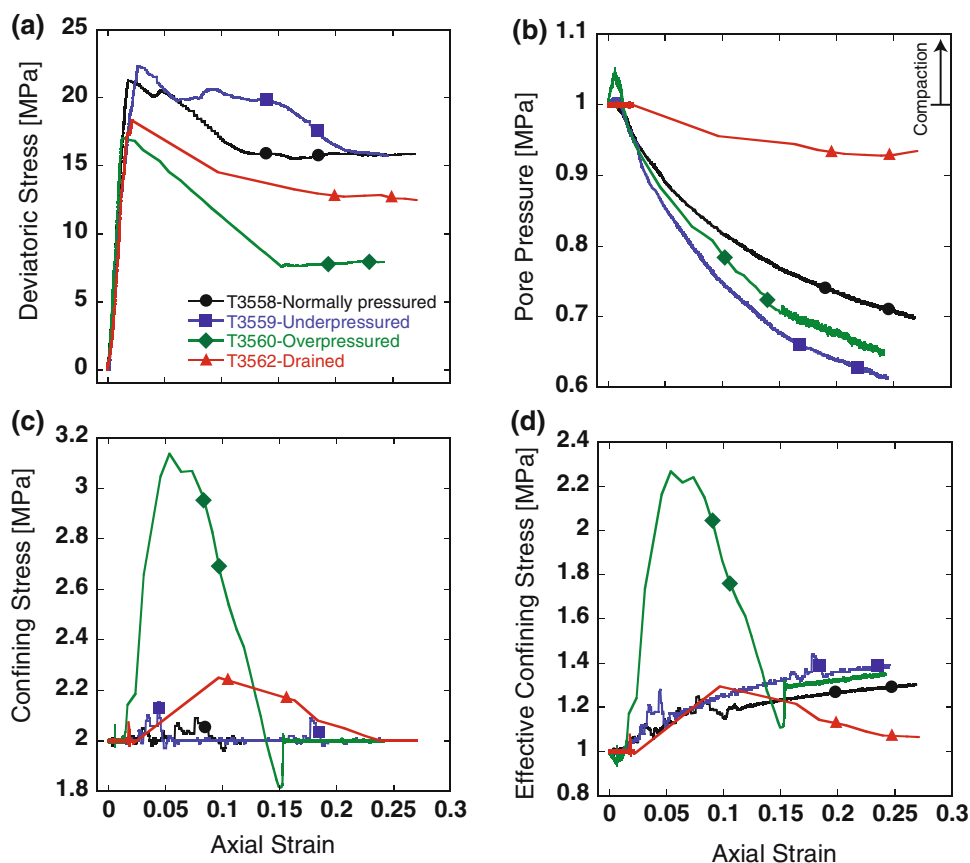 (a)
Deviatoric Stress [MPa]
25
20
15
10
5
0
T3558-Normally pressured
T3559-Underpressured
T3560-Overpressured
T3562-Drained
(b)
Pore Pressure [MPa]
1.1
1
0.9
0.8
0.7
0.6
Compaction
(c)
Confining Stress [MPa]
3.2
3
2.8
2.6
2.4
2.2
2
1.8
0 0.05 0.1 0.15 0.2 0.25 0.3
Axial Strain
(d)
Effective Confining Stress [MPa]
2.4
2.2
2
1.8
1.6
1.4
1.2
1
0.8
0 0.05 0.1 0.15 0.2 0.25 0.3
Axial Strain